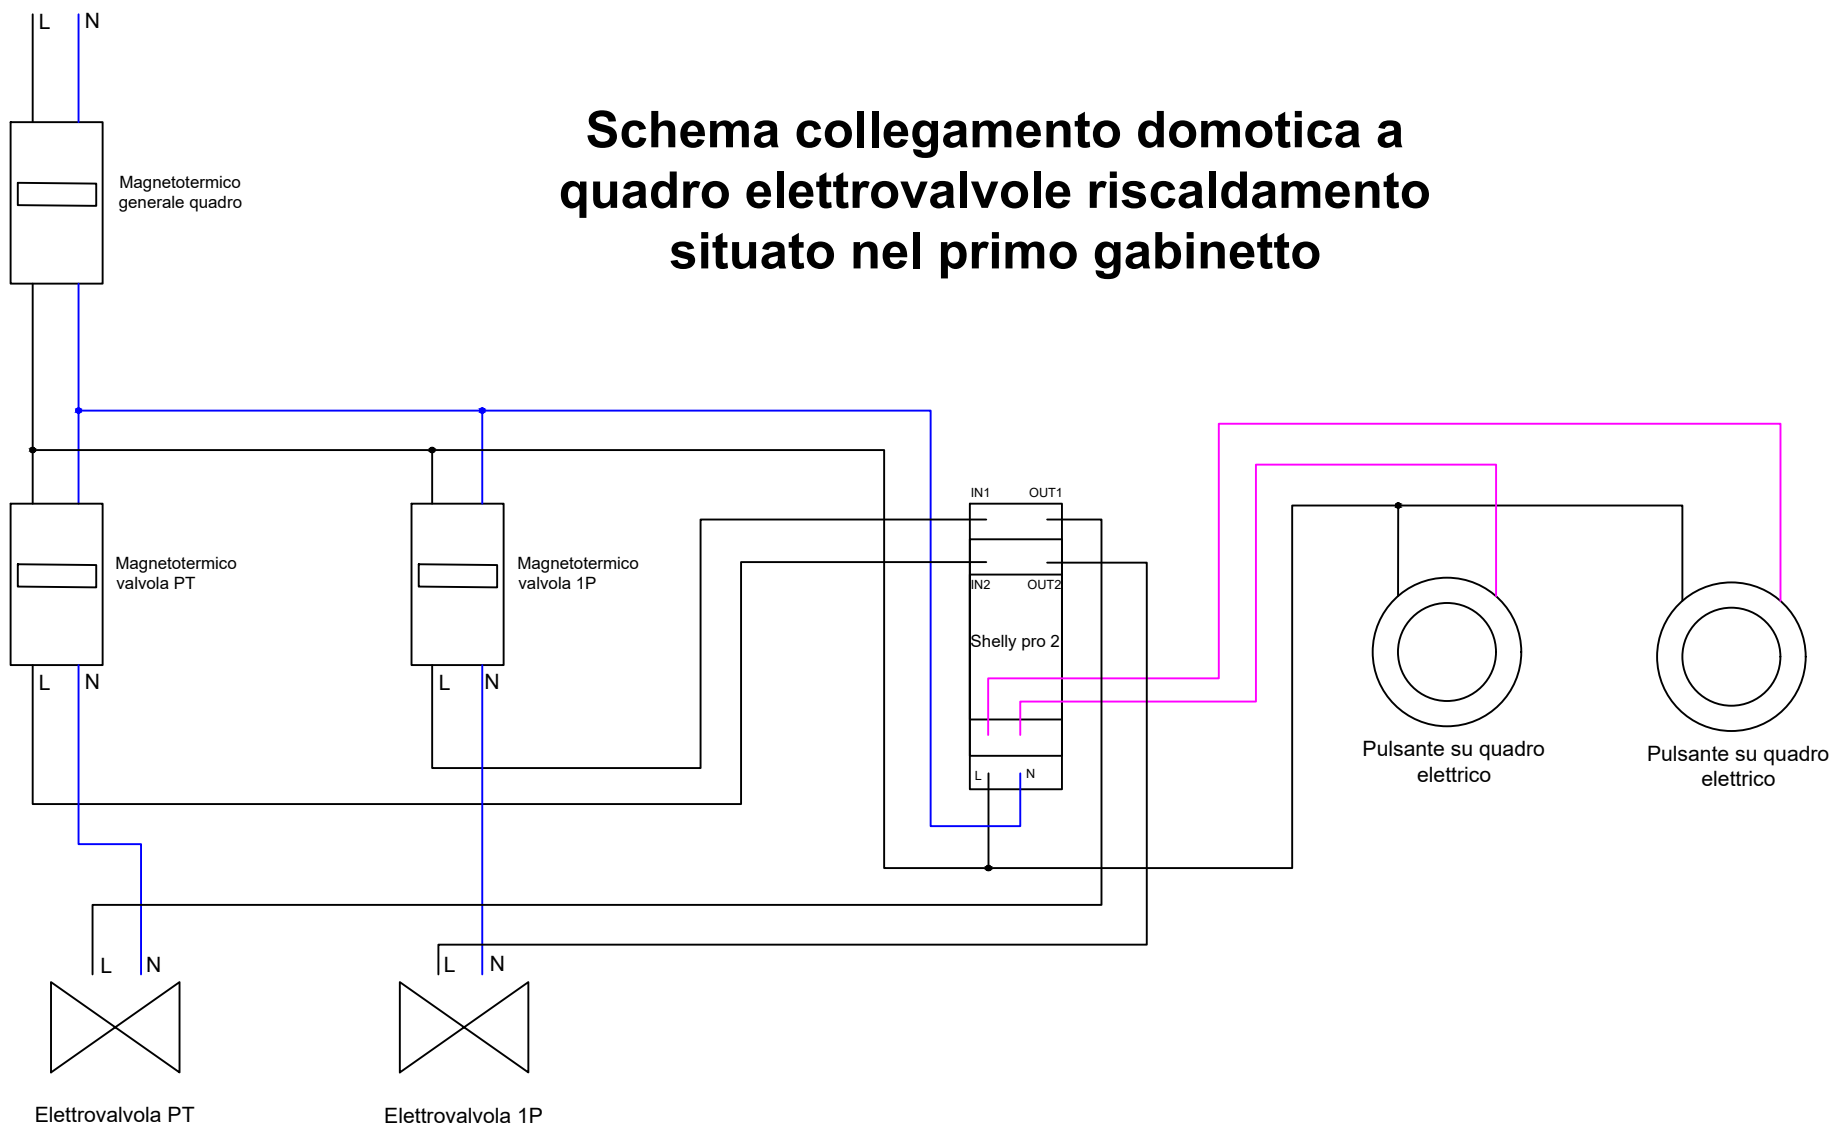 L N
Schema collegamento domotica a
quadro elettrovalvole riscaldamento
situato nel primo gabinetto
Magnetotermico
generale quadro
IN1 OUT1
Magnetotermico
valvola PT
Magnetotermico
valvola 1P
IN2 OUT2
Shelly pro 2
L N
L N
Pulsante su quadro
elettrico
Pulsante su quadro
elettrico
L N
L N
L N
Elettrovalvola PT
Elettrovalvola 1P